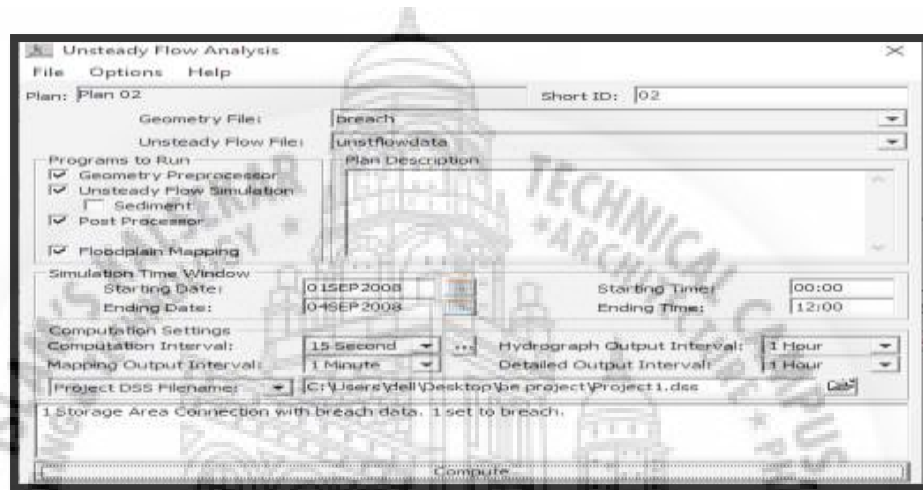 Unsteady Flow Analysis
File Options Help
Plan: Plan 02 Short ID: 02
Geometry File: breach
Unsteady Flow File: unstflowdata
Programs to Run Plan Description
Geometry Preprocessor
Unsteady Flow Simulation
Sediment
Post Processor
Floodplain Mapping
Simulation Time Window
Starting Date: 01SEP2008 Starting Time: 00:00
Ending Date: 04SEP2008 Ending Time: 12:00
Computation Settings
Computation Interval: 15 Second ... Hydrograph Output Interval: 1 Hour
Mapping Output Interval: 1 Minute Detailed Output Interval: 1 Hour
Project DSS Filename: C:\Users\dell\Desktop\be project\Project1.dss
1 Storage Area Connection with breach data. 1 set to breach.
Compute
TECHNICAL CAMPUS
*ARCHITECTURE *